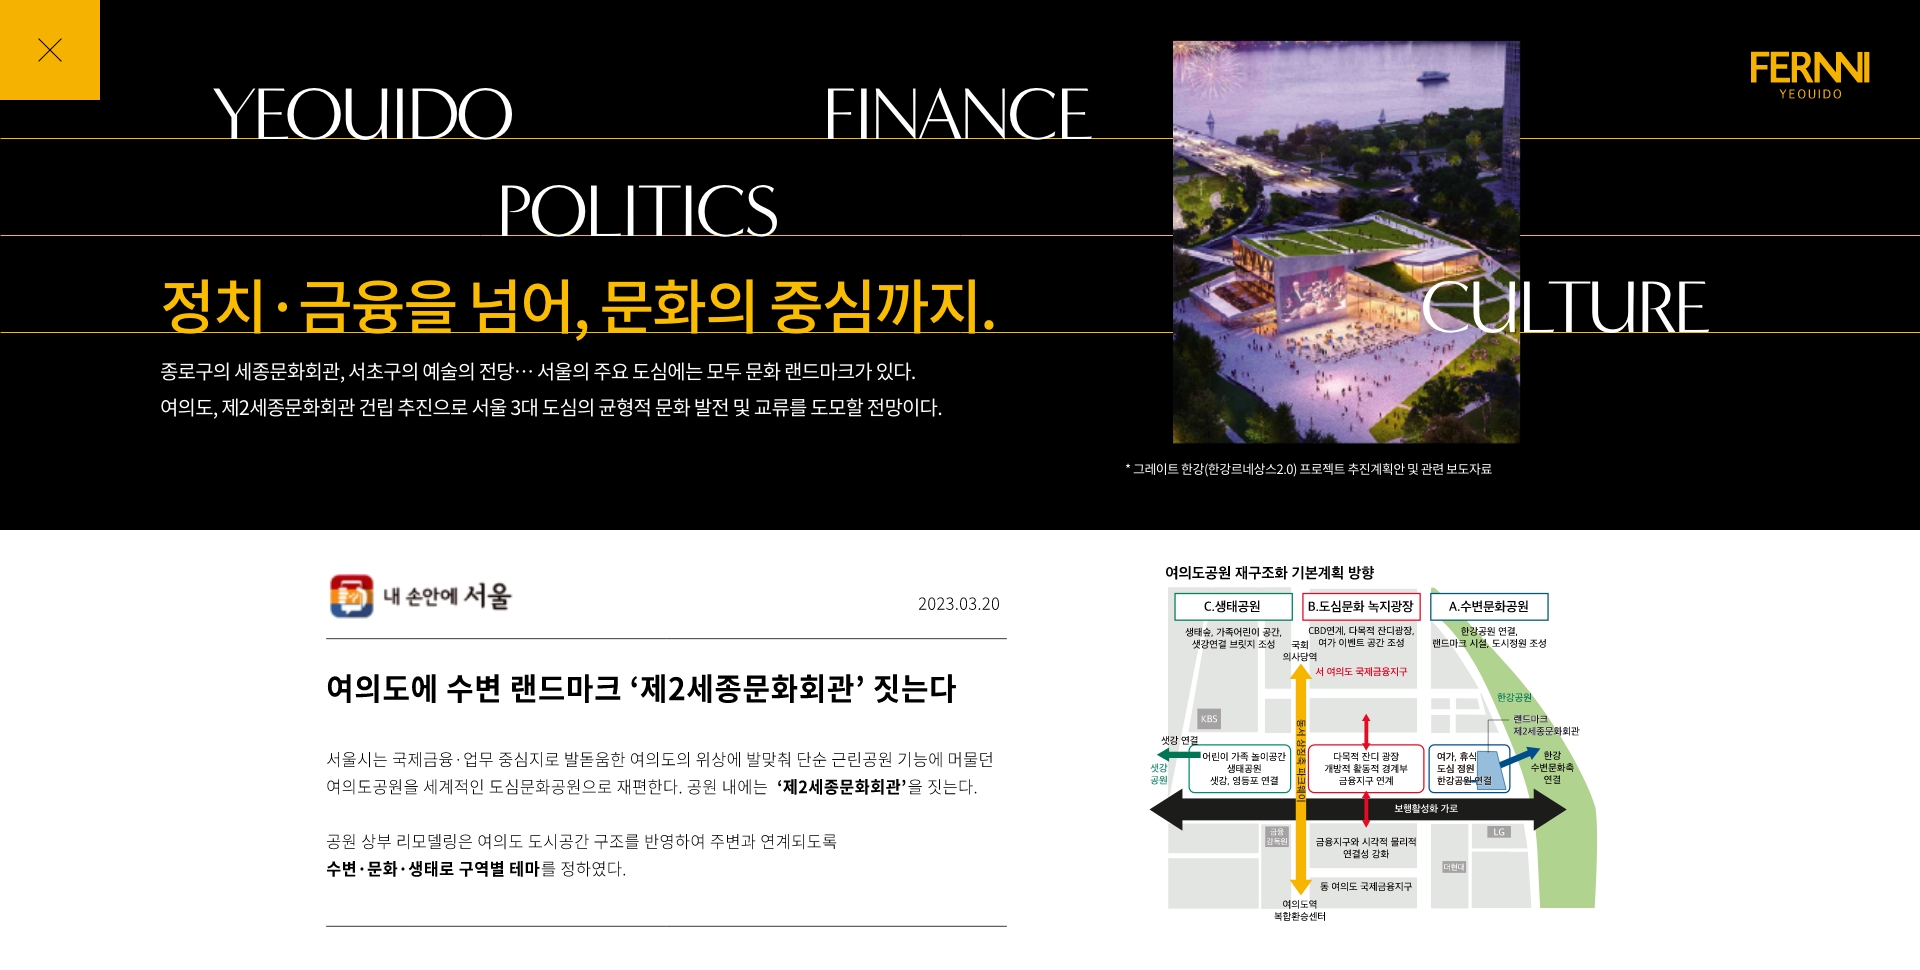 YEOUIDO
FINANCE
POLITICS
CULTURE
FERNNI
YEOUIDO
정치·금융을 넘어, 문화의 중심까지.
종로구의 세종문화회관, 서초구의 예술의 전당… 서울의 주요 도심에는 모두 문화 랜드마크가 있다.
여의도, 제2세종문화회관 건립 추진으로 서울 3대 도심의 균형적 문화 발전 및 교류를 도모할 전망이다.
* 그레이트 한강(한강르네상스2.0) 프로젝트 추진계획안 및 관련 보도자료
내 손안에 서울
2023.03.20
여의도에 수변 랜드마크 ‘제2세종문화회관’ 짓는다
서울시는 국제금융·업무 중심지로 발돋움한 여의도의 위상에 발맞춰 단순 근린공원 기능에 머물던
여의도공원을 세계적인 도심문화공원으로 재편한다. 공원 내에는 ‘제2세종문화회관’을 짓는다.
공원 상부 리모델링은 여의도 도시공간 구조를 반영하여 주변과 연계되도록
수변·문화·생태로 구역별 테마를 정하였다.
여의도공원 재구조화 기본계획 방향
C.생태공원
B.도심문화 녹지광장
A.수변문화공원
생태숲, 가족어린이 공간,
샛강연결 브릿지 조성
CBD연계, 다목적 잔디광장,
여가 이벤트 공간 조성
한강공원 연결,
랜드마크 시설, 도시정원 조성
국회
의사당역
서 여의도 국제금융지구
한강공원
KBS
랜드마크
제2세종문화회관
샛강 연결
샛강
공원
어린이 가족 놀이공간
생태공원
샛강, 영등포 연결
동서 상징축 파크웨이
다목적 잔디 광장
개방적 활동적 경계부
금융지구 연계
여가, 휴식
도심 정원
한강공원 연결
한강
수변문화축
연결
보행활성화 가로
금융
감독원
금융지구와 시각적 물리적
연결성 강화
LG
더현대
동 여의도 국제금융지구
여의도역
복합환승센터